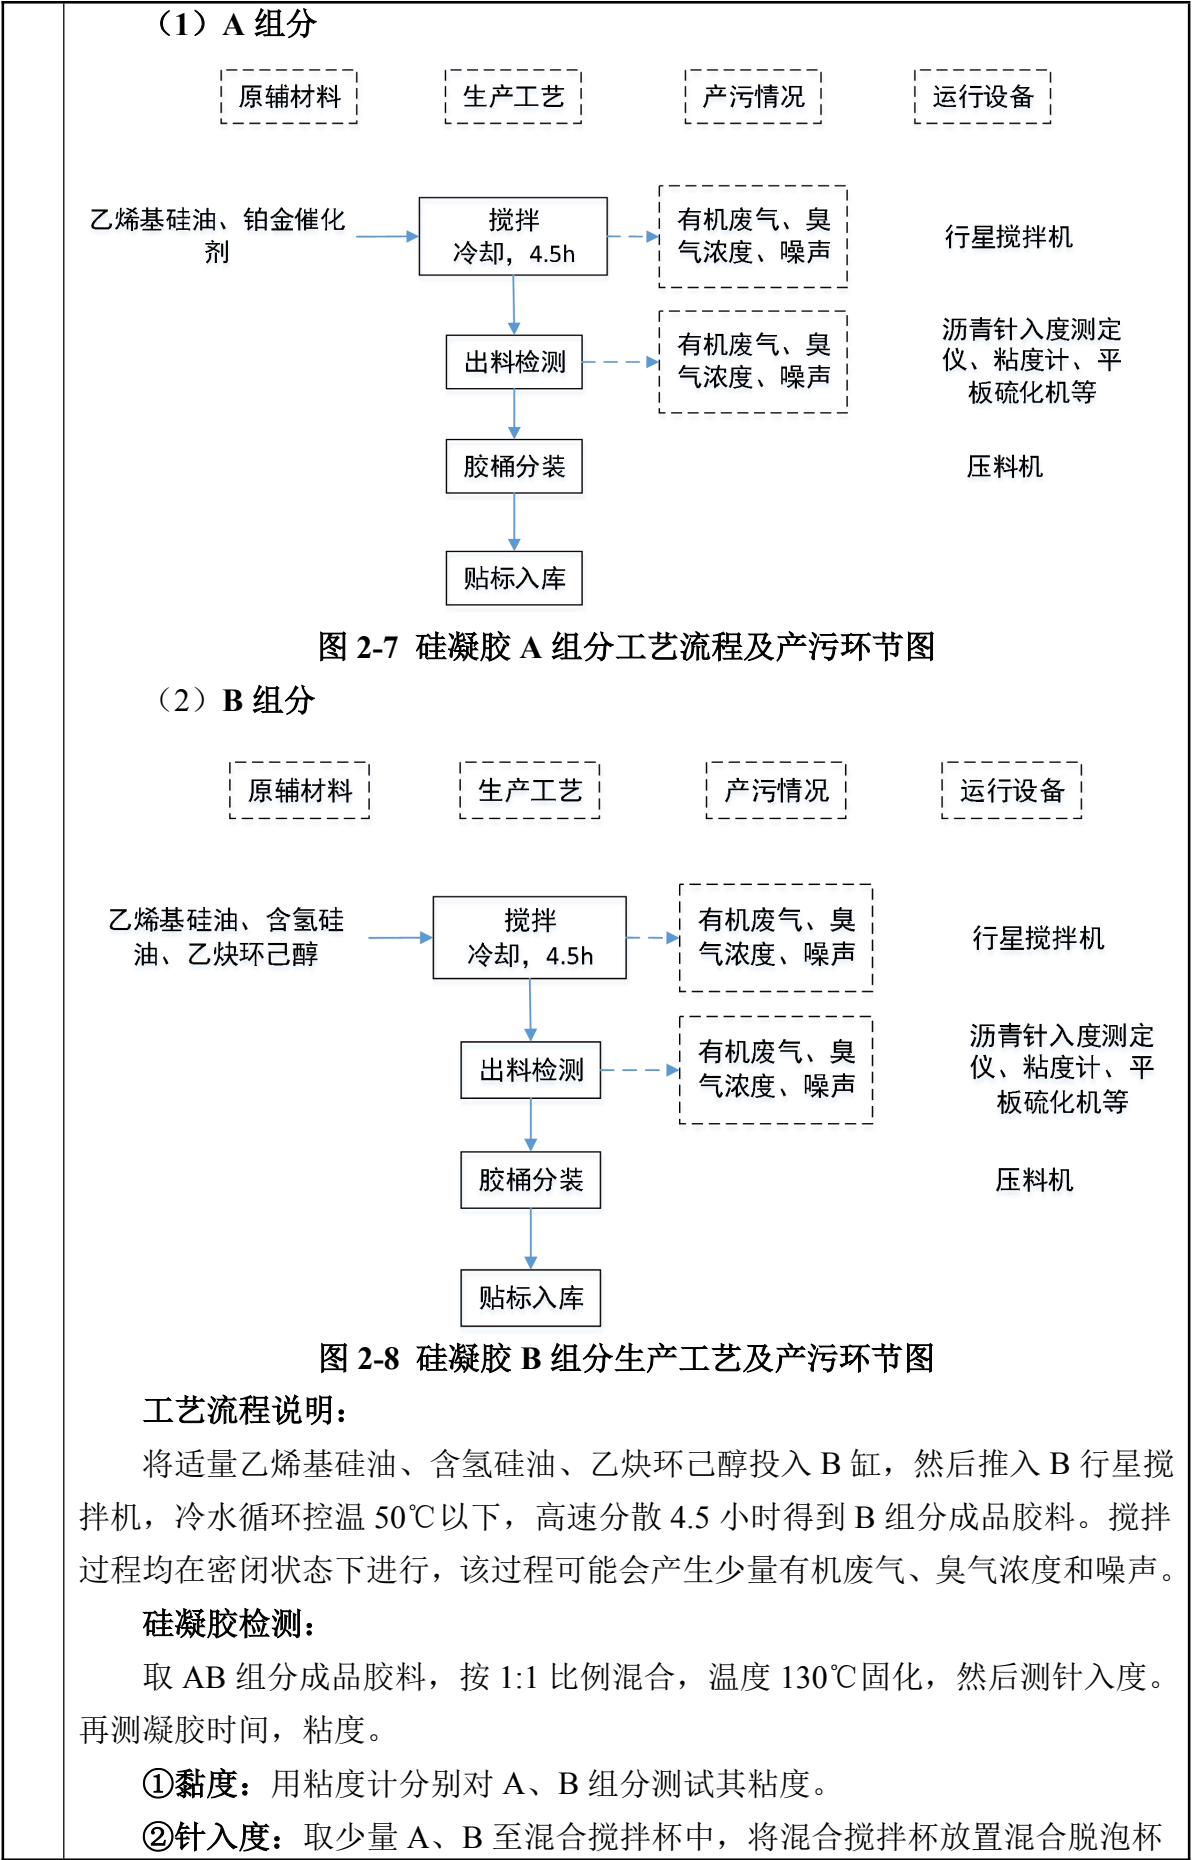 （1）A 组分
原辅材料
生产工艺
产污情况
运行设备
乙烯基硅油、铂金催化
剂
搅拌
冷却，4.5h
有机废气、臭
气浓度、噪声
行星搅拌机
出料检测
有机废气、臭
气浓度、噪声
沥青针入度测定
仪、粘度计、平
板硫化机等
胶桶分装
压料机
贴标入库
图 2-7 硅凝胶 A 组分工艺流程及产污环节图
（2）B 组分
原辅材料
生产工艺
产污情况
运行设备
乙烯基硅油、含氢硅
油、乙炔环己醇
搅拌
冷却，4.5h
有机废气、臭
气浓度、噪声
行星搅拌机
出料检测
有机废气、臭
气浓度、噪声
沥青针入度测定
仪、粘度计、平
板硫化机等
胶桶分装
压料机
贴标入库
图 2-8 硅凝胶 B 组分生产工艺及产污环节图
工艺流程说明：
将适量乙烯基硅油、含氢硅油、乙炔环己醇投入 B 缸，然后推入 B 行星搅
拌机，冷水循环控温 50℃以下，高速分散 4.5 小时得到 B 组分成品胶料。搅拌
过程均在密闭状态下进行，该过程可能会产生少量有机废气、臭气浓度和噪声。
硅凝胶检测：
取 AB 组分成品胶料，按 1:1 比例混合，温度 130℃固化，然后测针入度。
再测凝胶时间，粘度。
①黏度：用粘度计分别对 A、B 组分测试其粘度。
②针入度：取少量 A、B 至混合搅拌杯中，将混合搅拌杯放置混合脱泡杯